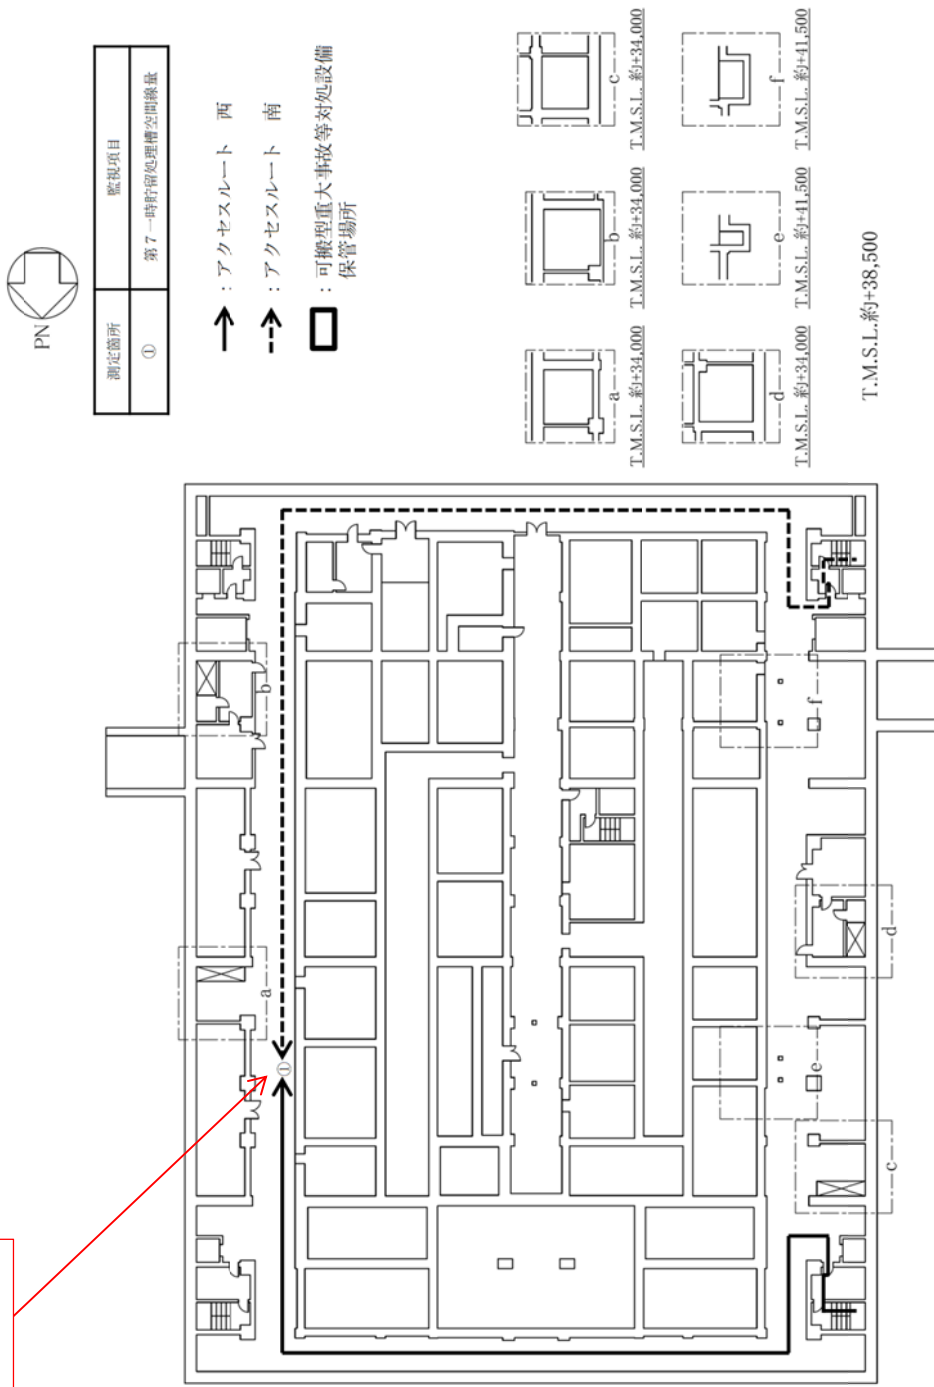 PN
測定箇所
監視項目
①
第7一時貯留処理槽空間線量
：アクセスルート 西
：アクセスルート 南
：可搬型重大事故等対処設備
保管場所
a
T.M.S.L. 約+34,000
b
T.M.S.L. 約+34,000
c
T.M.S.L. 約+34,000
d
T.M.S.L. 約+34,000
e
T.M.S.L. 約+41,500
f
T.M.S.L. 約+41,500
T.M.S.L.約+38,500
①
a
b
c
d
e
f